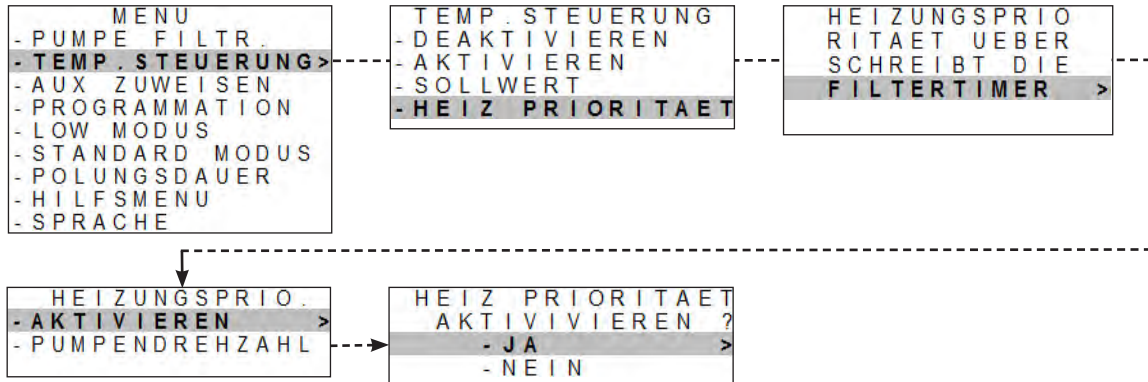 MENU
- PUMPE FILTR.
- TEMP.STEUERUNG>
- AUX ZUWEISEN
- PROGRAMMATION
- LOW MODUS
- STANDARD MODUS
- POLUNGSDAUER
- HILFSMENU
- SPRACHE
TEMP.STEUERUNG
- DEAKTIVIEREN
- AKTIVIEREN
- SOLLWERT
- HEIZ PRIORITAET
HEIZUNGSPRIO
RITAET UEBER
SCHREIBT DIE
FILTERTIMER >
HEIZUNGSPRIO.
- AKTIVIEREN >
- PUMPENDREHZAHL
HEIZ PRIORITAET
AKTIVIVIEREN ?
- JA >
- NEIN